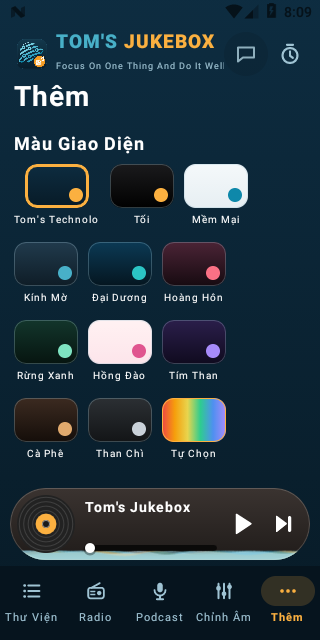 8:09
TOM'S JUKEBOX
Focus On One Thing And Do It Well
Thêm
Màu Giao Diện
Tom's Technolo
Tối
Mềm Mại
Kính Mờ
Đại Dương
Hoàng Hôn
Rừng Xanh
Hồng Đào
Tím Than
Cà Phê
Than Chì
Tự Chọn
Tom's Jukebox
Thư Viện
Radio
Podcast
Chỉnh Âm
Thêm